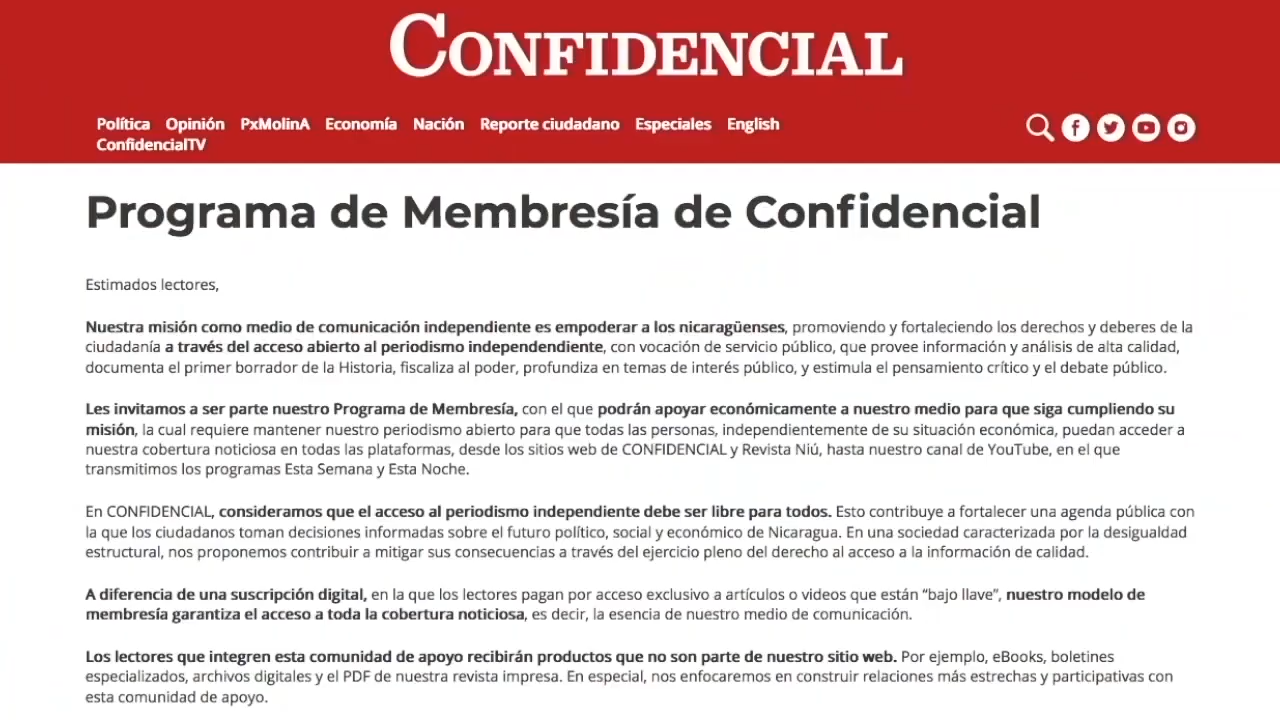 CONFIDENCIAL
Política Opinión PxMolinA Economía Nación Reporte ciudadano Especiales English
ConfidencialTV
Programa de Membresía de Confidencial
Estimados lectores,
Nuestra misión como medio de comunicación independiente es empoderar a los nicaragüenses, promoviendo y fortaleciendo los derechos y deberes de la
ciudadanía a través del acceso abierto al periodismo independendiente, con vocación de servicio público, que provee información y análisis de alta calidad,
documenta el primer borrador de la Historia, fiscaliza al poder, profundiza en temas de interés público, y estimula el pensamiento crítico y el debate público.
Les invitamos a ser parte nuestro Programa de Membresía, con el que podrán apoyar económicamente a nuestro medio para que siga cumpliendo su
misión, la cual requiere mantener nuestro periodismo abierto para que todas las personas, independientemente de su situación económica, puedan acceder a
nuestra cobertura noticiosa en todas las plataformas, desde los sitios web de CONFIDENCIAL y Revista Niú, hasta nuestro canal de YouTube, en el que
transmitimos los programas Esta Semana y Esta Noche.
En CONFIDENCIAL, consideramos que el acceso al periodismo independiente debe ser libre para todos. Esto contribuye a fortalecer una agenda pública con
la que los ciudadanos toman decisiones informadas sobre el futuro político, social y económico de Nicaragua. En una sociedad caracterizada por la desigualdad
estructural, nos proponemos contribuir a mitigar sus consecuencias a través del ejercicio pleno del derecho al acceso a la información de calidad.
A diferencia de una suscripción digital, en la que los lectores pagan por acceso exclusivo a artículos o videos que están “bajo llave”, nuestro modelo de
membresía garantiza el acceso a toda la cobertura noticiosa, es decir, la esencia de nuestro medio de comunicación.
Los lectores que integren esta comunidad de apoyo recibirán productos que no son parte de nuestro sitio web. Por ejemplo, eBooks, boletines
especializados, archivos digitales y el PDF de nuestra revista impresa. En especial, nos enfocaremos en construir relaciones más estrechas y participativas con
esta comunidad de apoyo.